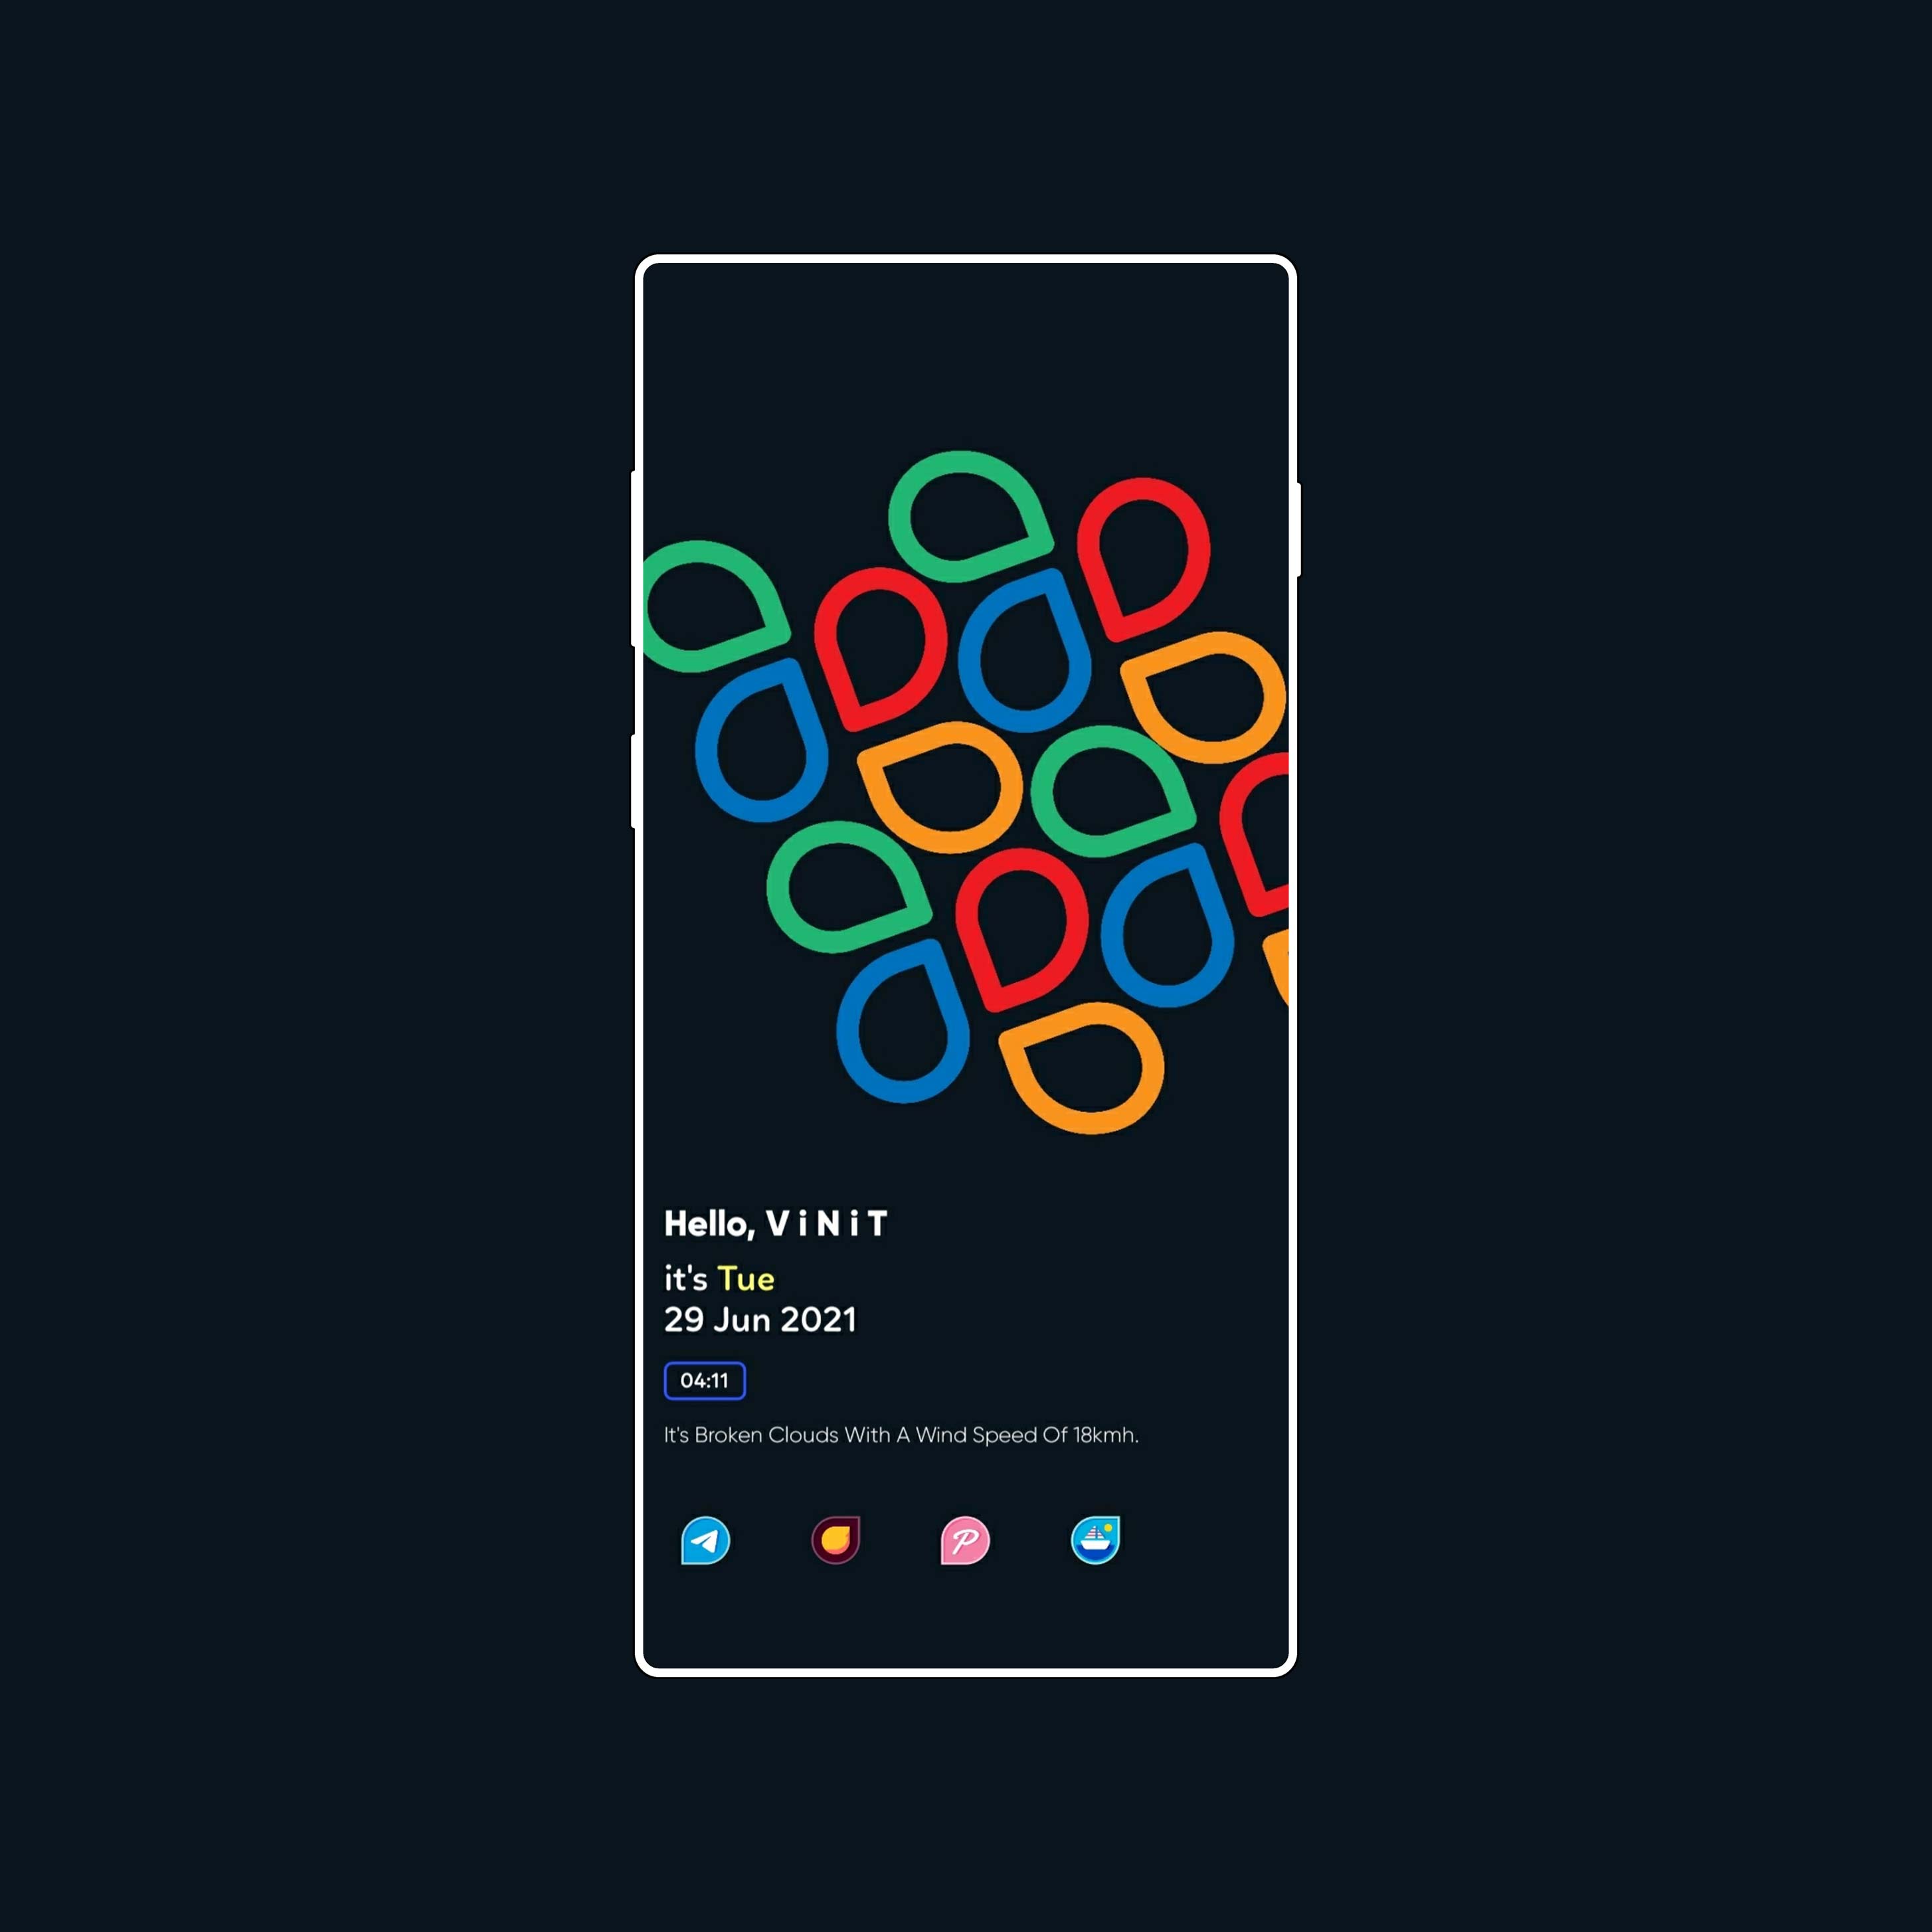 Hello, V i N i T
it's Tue
29 Jun 2021
04:11
It's Broken Clouds With A Wind Speed Of 18kmh.
P